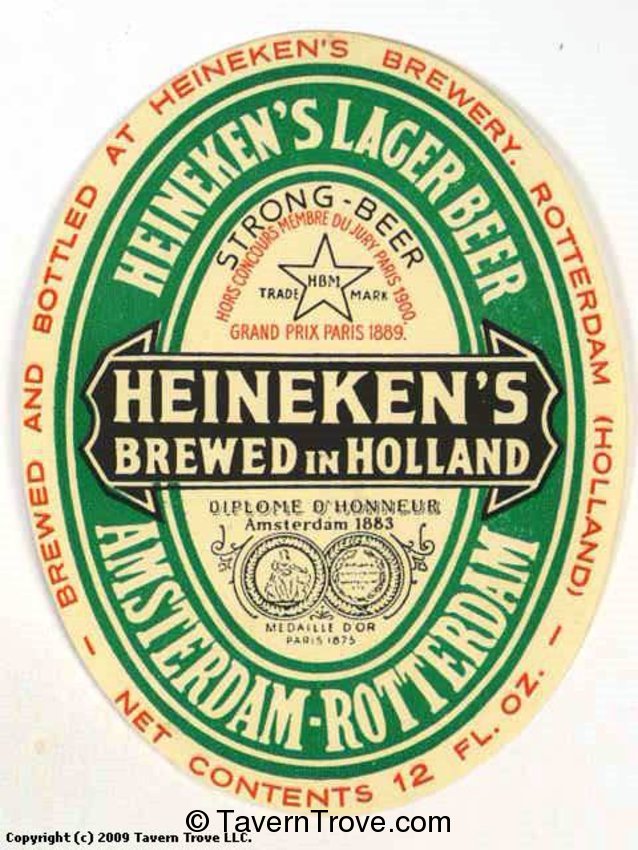 BREWED AND BOTTLED AT HEINEKEN'S BREWERY. ROTTERDAM (HOLLAND)
HEINEKEN'S LAGER BEER
STRONG-BEER
HORS CONCOURS MEMBRE DU JURY PARIS 1900.
HBM
TRADE MARK
GRAND PRIX PARIS 1889.
HEINEKEN'S
BREWED IN HOLLAND
DIPLOME D'HONNEUR
Amsterdam 1883
MEDAILLE D'OR
PARIS 1875
AMSTERDAM-ROTTERDAM
- NET CONTENTS 12 FL. OZ. -
© TavernTrove.com
Copyright (c) 2009 Tavern Trove LLC.